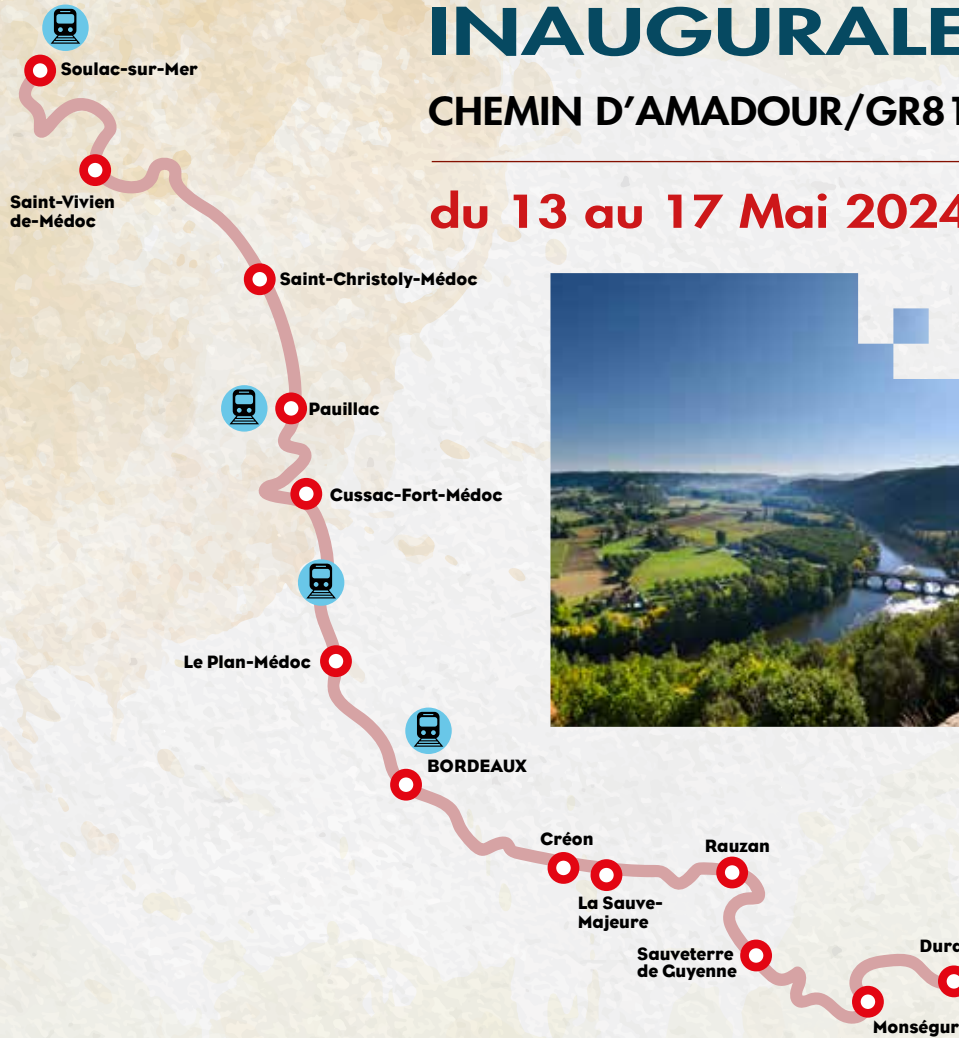 INAUGURALE
CHEMIN D'AMADOUR/GR81
du 13 au 17 Mai 2024
Soulac-sur-Mer
Saint-Vivien
de-Médoc
Saint-Christoly-Médoc
Pauillac
Cussac-Fort-Médoc
Le Plan-Médoc
BORDEAUX
Créon
La Sauve-
Majeure
Rauzan
Sauveterre
de Guyenne
Monségur